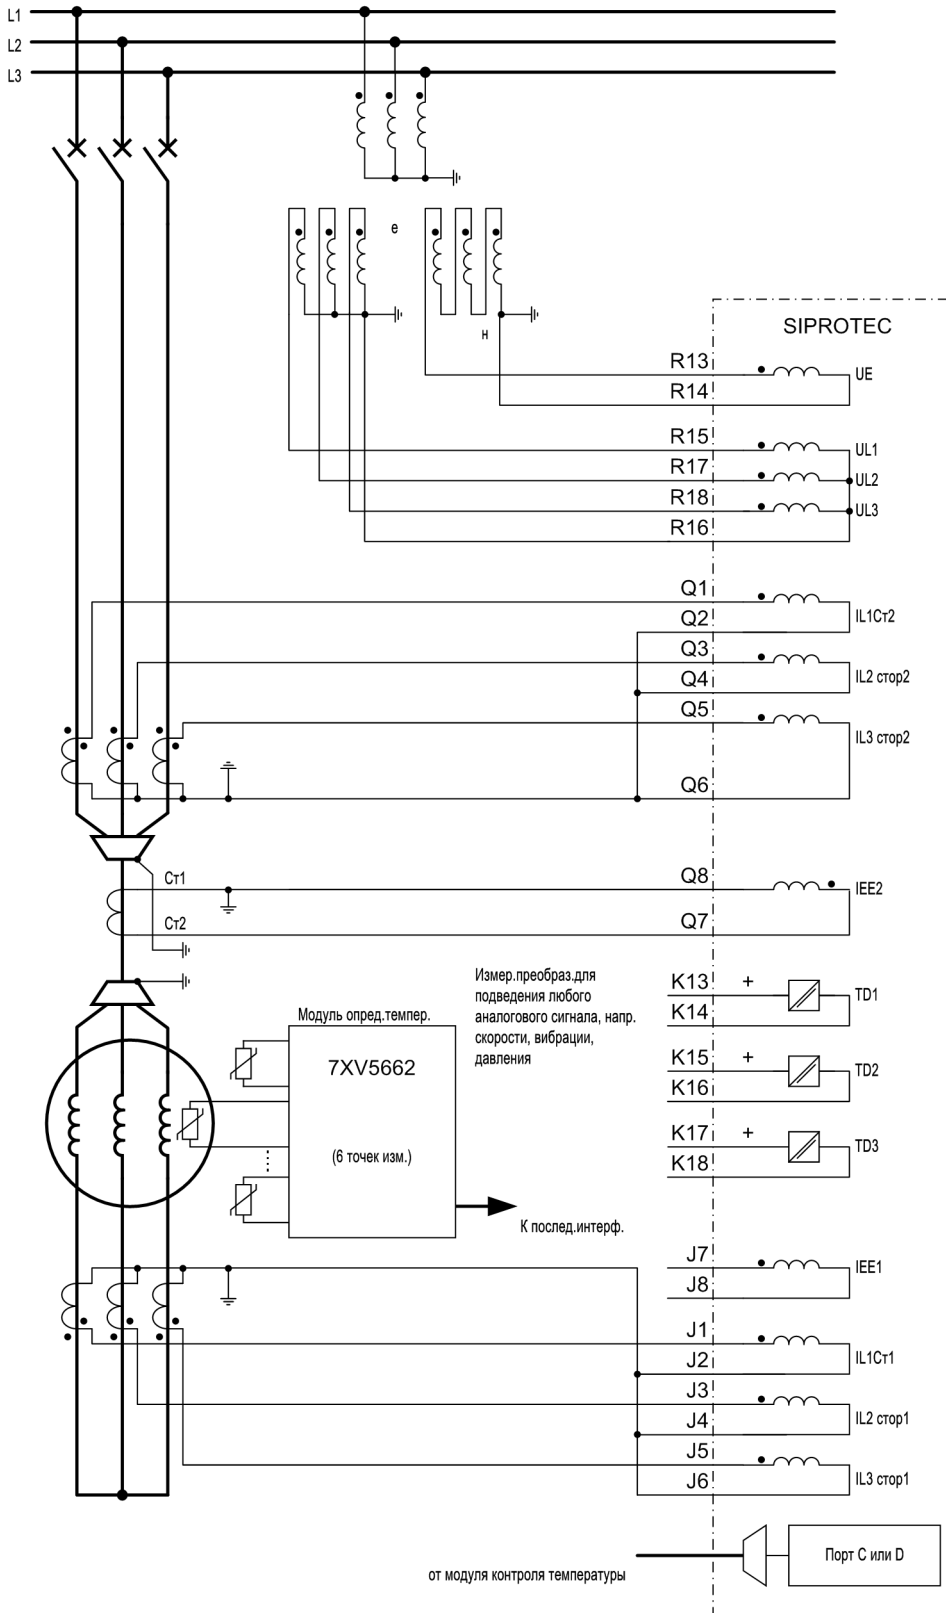 L1
L2
L3
е
н
SIPROTEC
R13
UE
R14
R15
UL1
R17
UL2
R18
UL3
R16
Q1
IL1Ст2
Q2
Q3
IL2 стор2
Q4
Q5
IL3 стор2
Q6
Ст1
Q8
IEE2
Ст2
Q7
Измер.преобраз.для
подведения любого
аналогового сигнала, напр.
скорости, вибрации,
давления
K13
+
TD1
K14
Модуль опред.темпер.
7XV5662
(6 точек изм.)
K15
+
TD2
K16
K17
+
TD3
K18
К послед.интерф.
J7
IEE1
J8
J1
IL1Ст1
J2
J3
IL2 стор1
J4
J5
IL3 стор1
J6
Порт C или D
от модуля контроля температуры